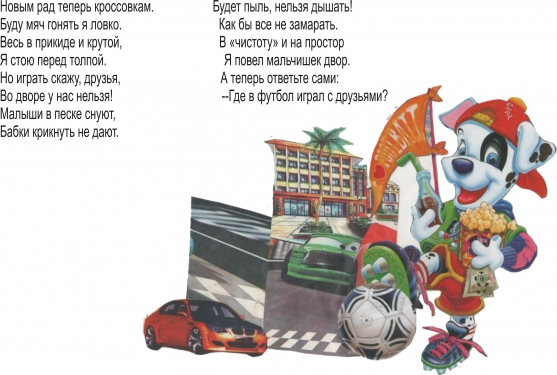 Новым рад теперь кроссовкам.
Буду мяч гонять я ловко.
Весь в прикиде и крутой,
Я стою перед толпой.
Но играть скажу, друзья,
Во дворе у нас нельзя!
Малыши в песке снуют,
Бабки крикнуть не дают.
Будет пыль, нельзя дышать!
Как бы все не замарать.
В «чистоту» и на простор
Я повел мальчишек двор.
А теперь ответьте сами:
--Где в футбол играл с друзьями?